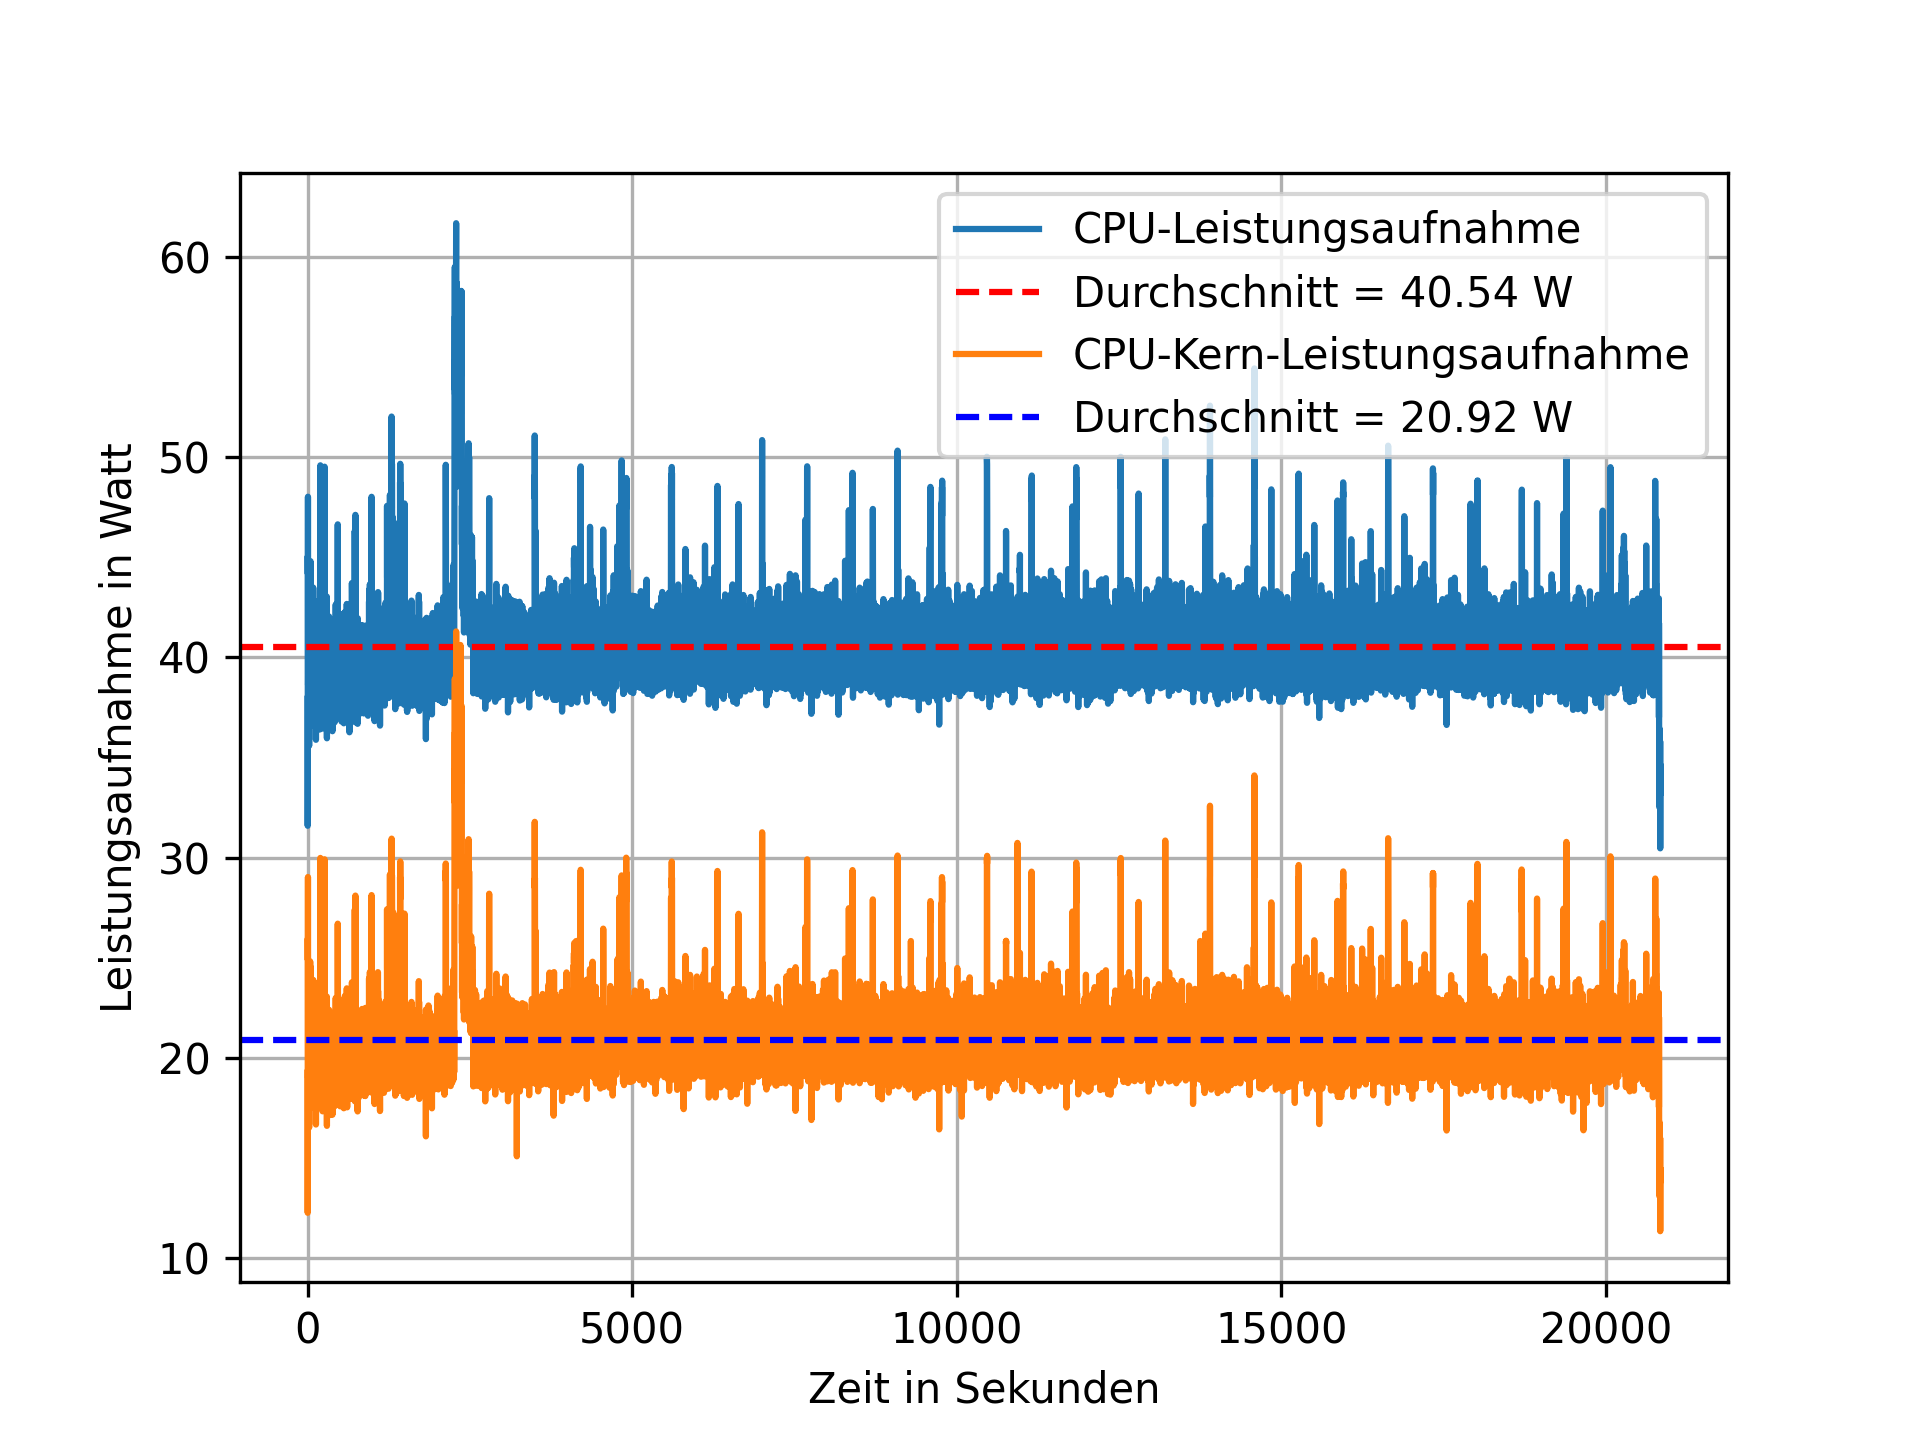 CPU-Leistungsaufnahme
Durchschnitt = 40.54 W
CPU-Kern-Leistungsaufnahme
Durchschnitt = 20.92 W
60
50
40
30
20
10
Leistungsaufnahme in Watt
0 5000 10000 15000 20000
Zeit in Sekunden